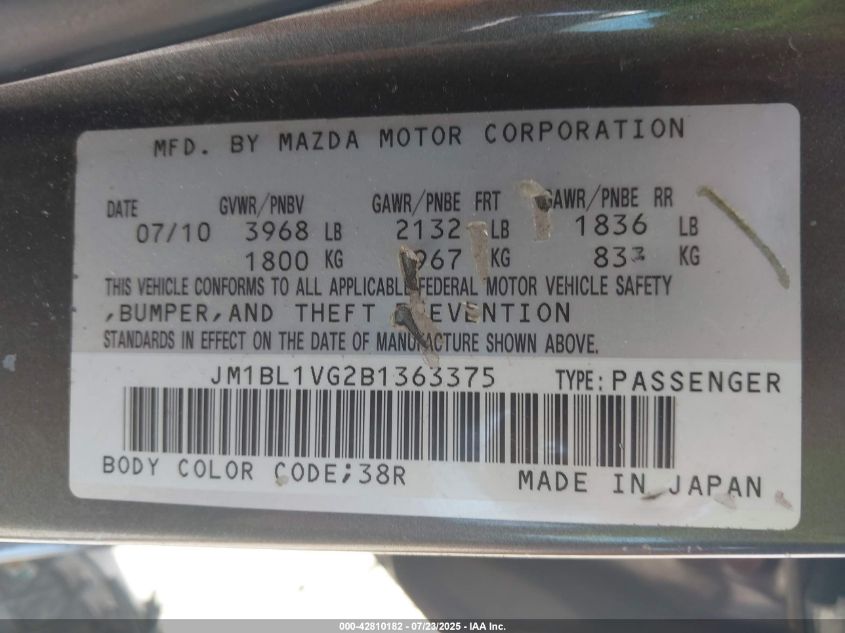 MFD. BY MAZDA MOTOR CORPORATION
DATE GVWR/PNBV GAWR/PNBE FRT GAWR/PNBE RR
07/10 3968 LB 2132 LB 1836 LB
1800 KG 967 KG 833 KG
THIS VEHICLE CONFORMS TO ALL APPLICABLE FEDERAL MOTOR VEHICLE SAFETY
,BUMPER,AND THEFT PREVENTION
STANDARDS IN EFFECT ON THE DATE OF MANUFACTURE SHOWN ABOVE.
JM1BL1VG2B1363375 TYPE:PASSENGER
BODY COLOR CODE;38R MADE IN JAPAN
000-42810182 - 07/23/2025 - IAA Inc.